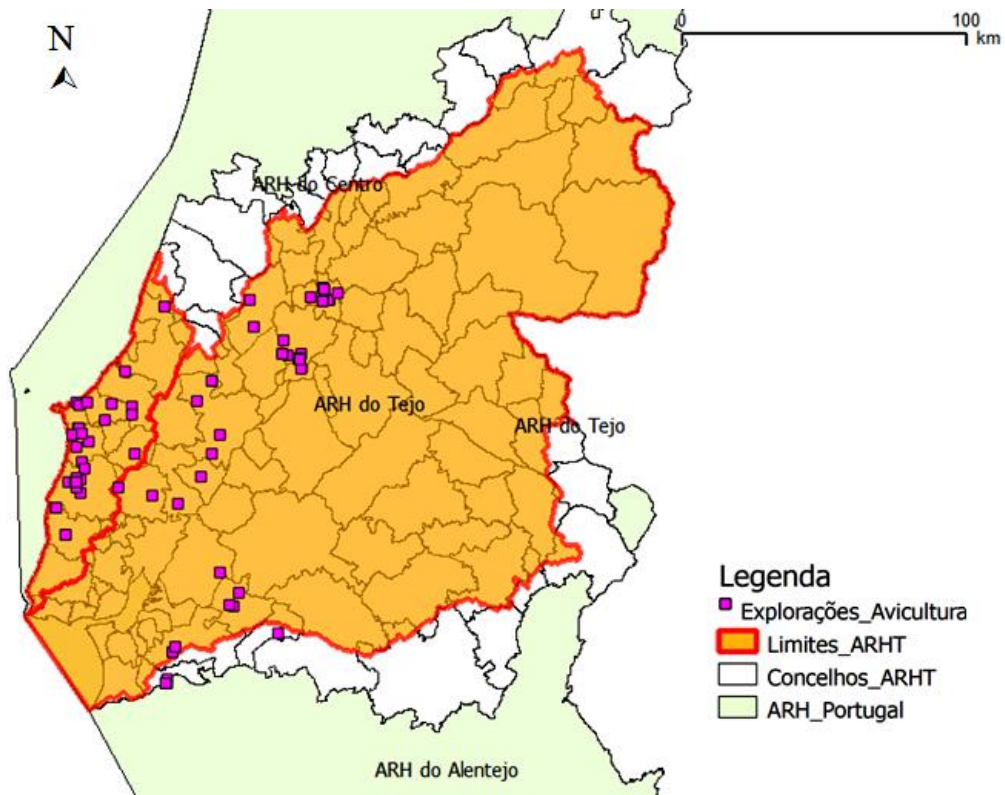 N
0 100
km
ARH do Centro
ARH do Tejo
ARH do Tejo
ARH do Alentejo
Legenda
Explorações_Avicultura
Limites_ARHT
Concelhos_ARHT
ARH_Portugal